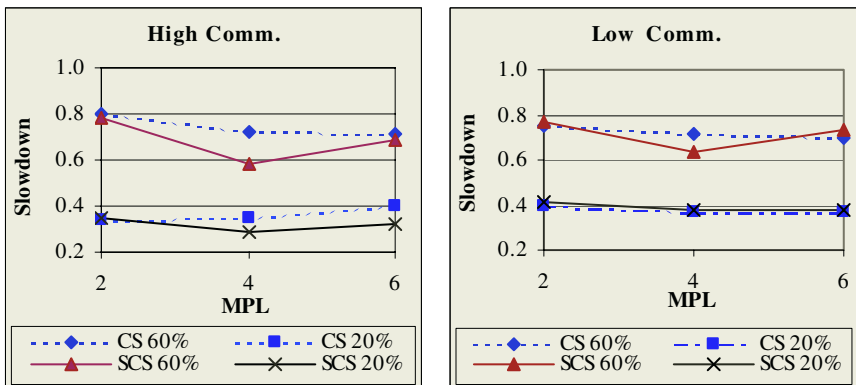 High Comm.
1.0
0.8
0.6
0.4
0.2
Slowdown
2 4 6
MPL
CS 60% CS 20%
SCS 60% SCS 20%
Low Comm.
1.0
0.8
0.6
0.4
0.2
Slowdown
2 4 6
MPL
CS 60% CS 20%
SCS 60% SCS 20%